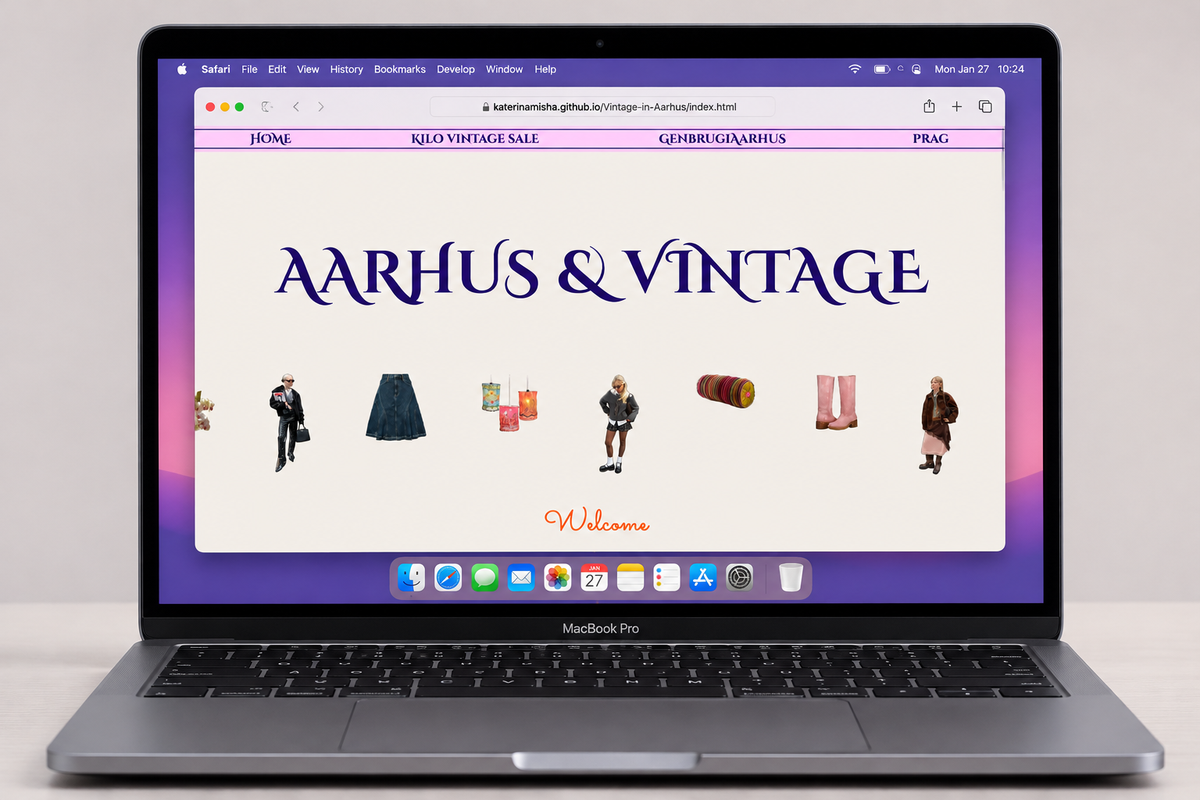 Safari File Edit View History Bookmarks Develop Window Help Mon Jan 27 10:24
katerinamisha.github.io/Vintage-in-Aarhus/index.html
HOME KILO VINTAGE SALE GENBRUGIAARHUS PRAG
AARHUS & VINTAGE
Welcome
JAN
27
MacBook Pro